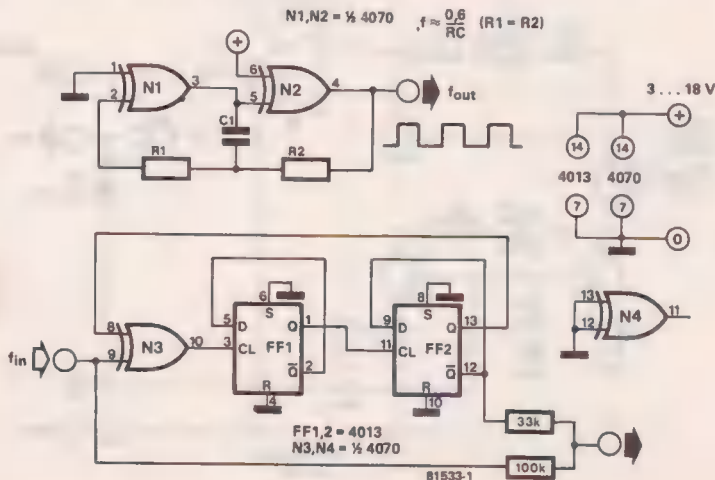 N1,N2 = ½ 4070
,f ≈ 0,6/RC (R1 = R2)
+
1
2
N1
3
6
5
N2
4
fout
C1
R1
R2
3 ... 18 V
+
14
14
4013
4070
7
7
0
8
9
N3
10
fin
6
S
5
D
Q
1
3
CL
FF1
Q̅
2
R
4
8
S
9
D
Q
13
11
CL
FF2
Q̅
12
R
10
13
12
N4
11
33k
100k
FF1,2 = 4013
N3,N4 = ½ 4070
81533-1